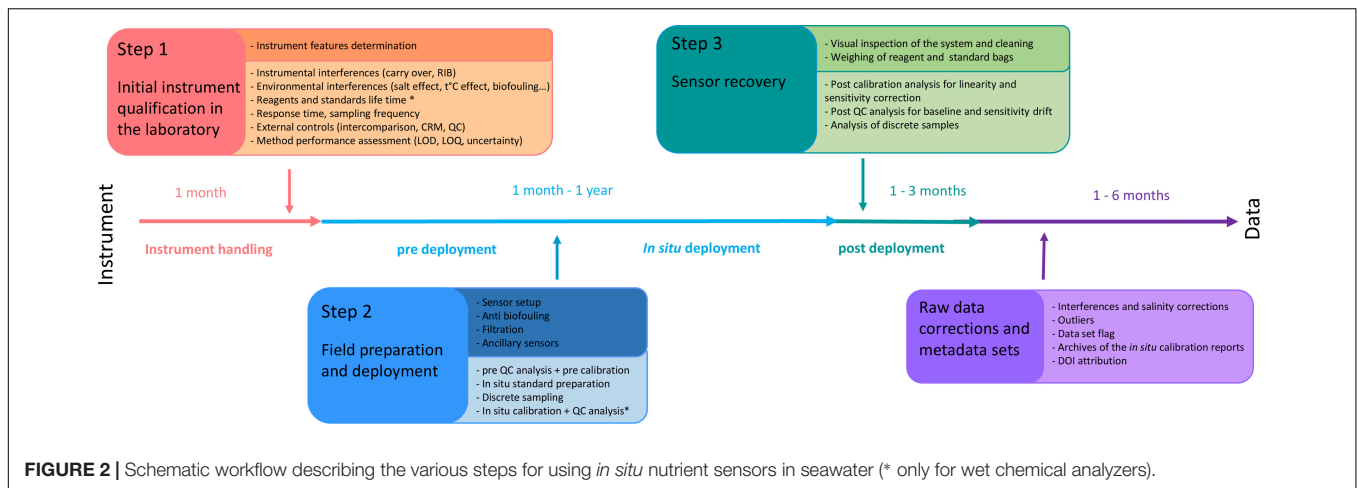 Step 1
Initial instrument
qualification in
the laboratory
- Instrument features determination
- Instrumental interferences (carry over, RIB)
- Environmental interferences (salt effect, t°C effect, biofouling…)
- Reagents and standards life time *
- Response time, sampling frequency
- External controls (intercomparison, CRM, QC)
- Method performance assessment (LOD, LOQ, uncertainty)
Step 3
Sensor recovery
- Visual inspection of the system and cleaning
- Weighing of reagent and standard bags
- Post calibration analysis for linearity and
sensitivity correction
- Post QC analysis for baseline and sensitivity drift
- Analysis of discrete samples
Instrument
1 month
1 month - 1 year
1 - 3 months
1 - 6 months
Data
Instrument handling
pre deployment
In situ deployment
post deployment
Step 2
Field preparation
and deployment
- Sensor setup
- Anti biofouling
- Filtration
- Ancillary sensors
- pre QC analysis + pre calibration
- In situ standard preparation
- Discrete sampling
- In situ calibration + QC analysis*
Raw data
corrections and
metadata sets
- Interferences and salinity corrections
- Outliers
- Data set flag
- Archives of the in situ calibration reports
- DOI attribution
FIGURE 2 | Schematic workflow describing the various steps for using in situ nutrient sensors in seawater (* only for wet chemical analyzers).